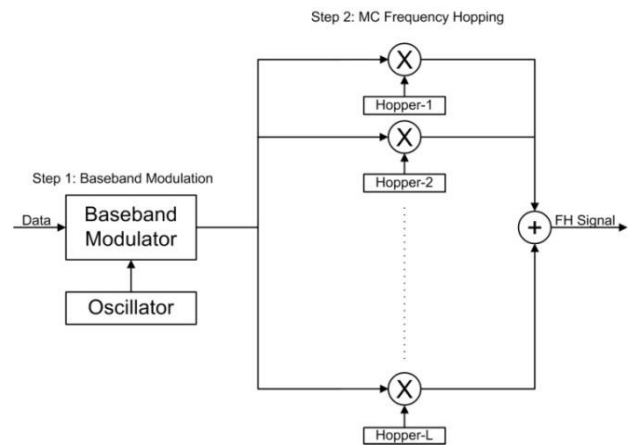 Step 2: MC Frequency Hopping
X
Hopper-1
X
Hopper-2
Step 1: Baseband Modulation
Data
Baseband
Modulator
+
FH Signal
Oscillator
X
Hopper-L